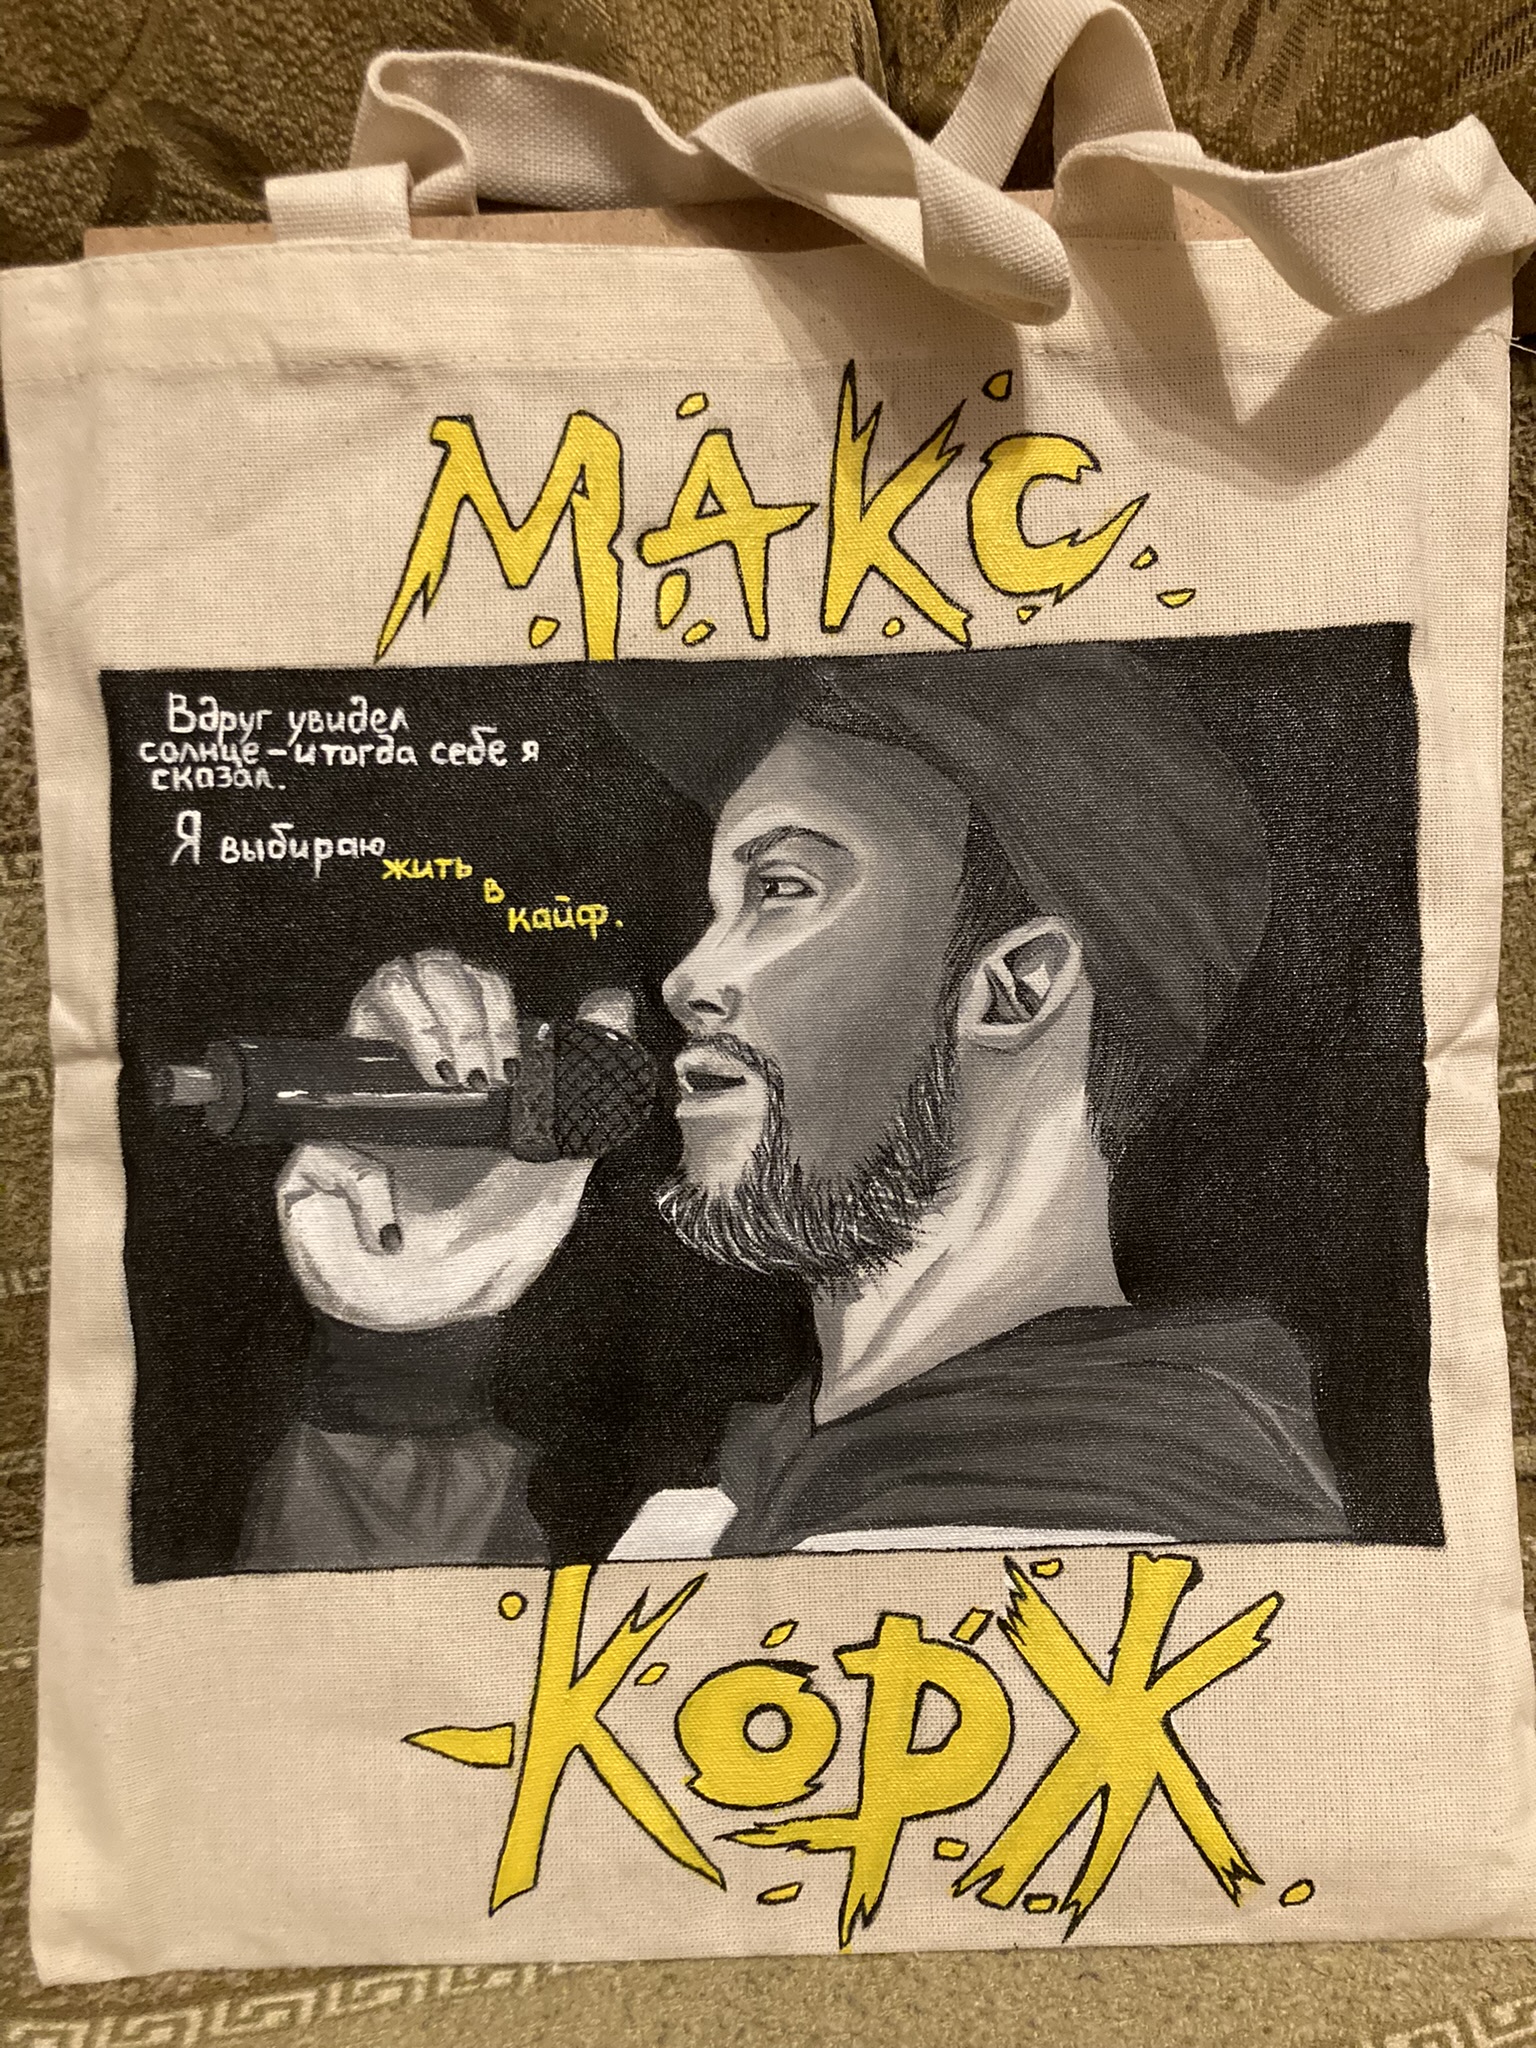 МАКС
Вдруг увидел
солнце - и тогда себе я
сказал.
Я выбираю
жить
в
кайф.
КОРЖ